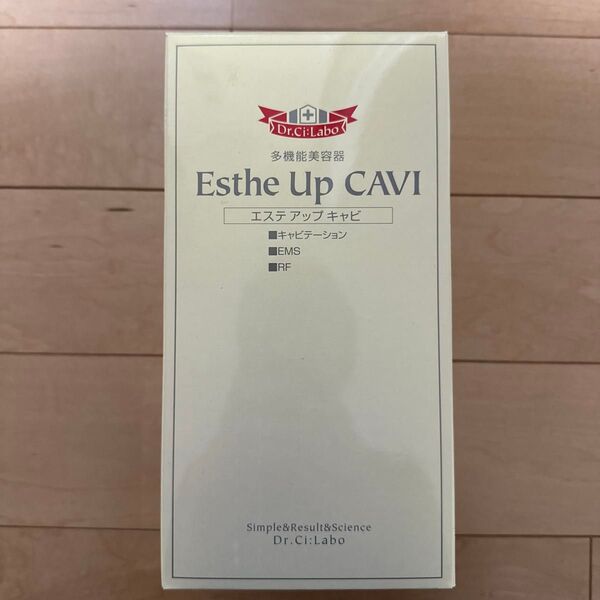 Dr.Ci:Labo
多機能美容器
Esthe Up CAVI
エステ アップ キャビ
■キャビテーション
■EMS
■RF
Simple&Result&Science
Dr.Ci:Labo